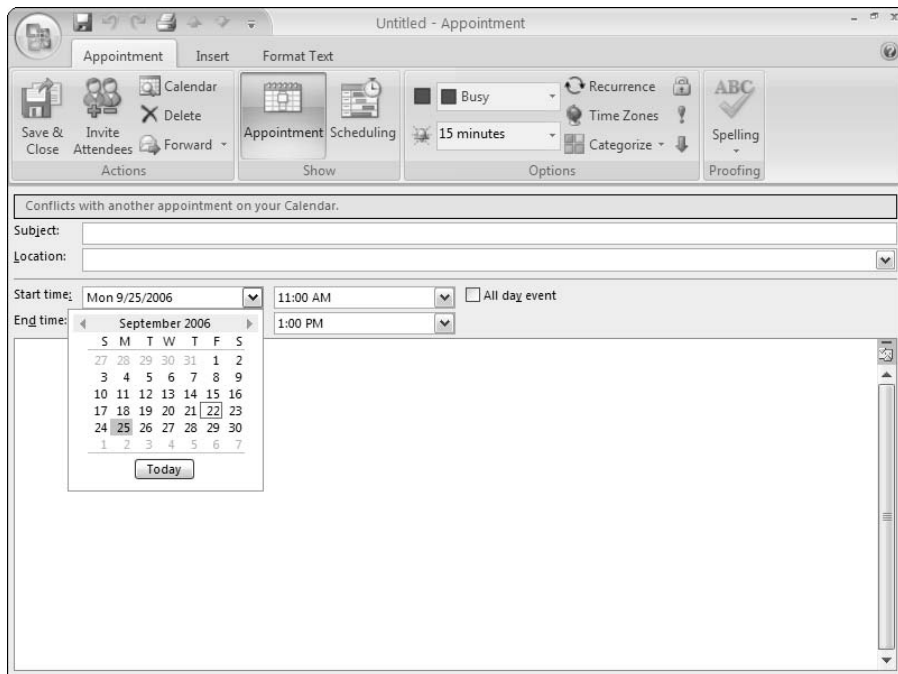 Untitled - Appointment
Appointment Insert Format Text
Save & Close
Invite Attendees
Calendar
Delete
Forward
Actions
Appointment Scheduling
Show
Busy
15 minutes
Recurrence
Time Zones
Categorize
Options
ABC
Spelling
Proofing
Conflicts with another appointment on your Calendar.
Subject:
Location:
Start time: Mon 9/25/2006 11:00 AM All day event
End time: 1:00 PM
September 2006
S M T W T F S
27 28 29 30 31 1 2
3 4 5 6 7 8 9
10 11 12 13 14 15 16
17 18 19 20 21 22 23
24 25 26 27 28 29 30
1 2 3 4 5 6 7
Today